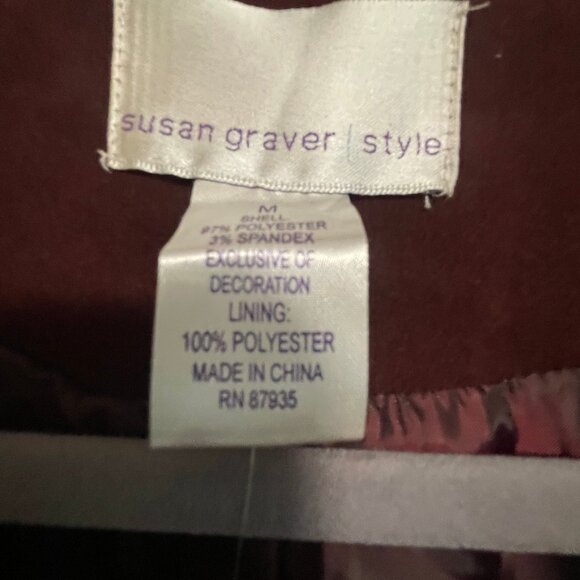 susan graver | style
M
SHELL
97% POLYESTER
3% SPANDEX
EXCLUSIVE OF
DECORATION
LINING:
100% POLYESTER
MADE IN CHINA
RN 87935